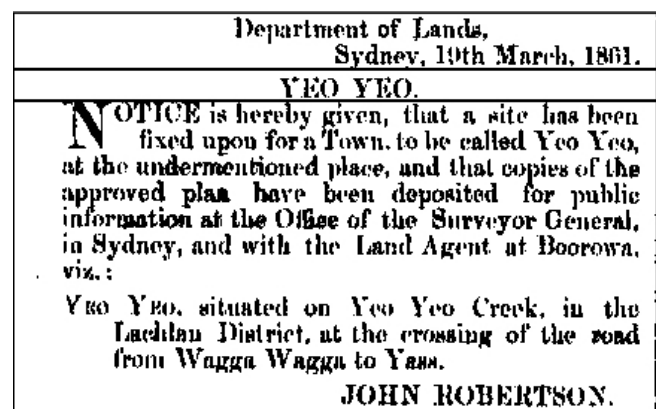 Department of Lands,
Sydney, 19th March, 1861.
YEO YEO.
NOTICE is hereby given, that a site has been
fixed upon for a Town, to be called Yeo Yeo,
at the undermentioned place, and that copies of the
approved plan have been deposited for public
information at the Office of the Surveyor General,
in Sydney, and with the Land Agent at Boorowa,
viz.:
YEO YEO, situated on Yeo Yeo Creek, in the
Lachlan District, at the crossing of the road
from Wagga Wagga to Yass.
JOHN ROBERTSON.